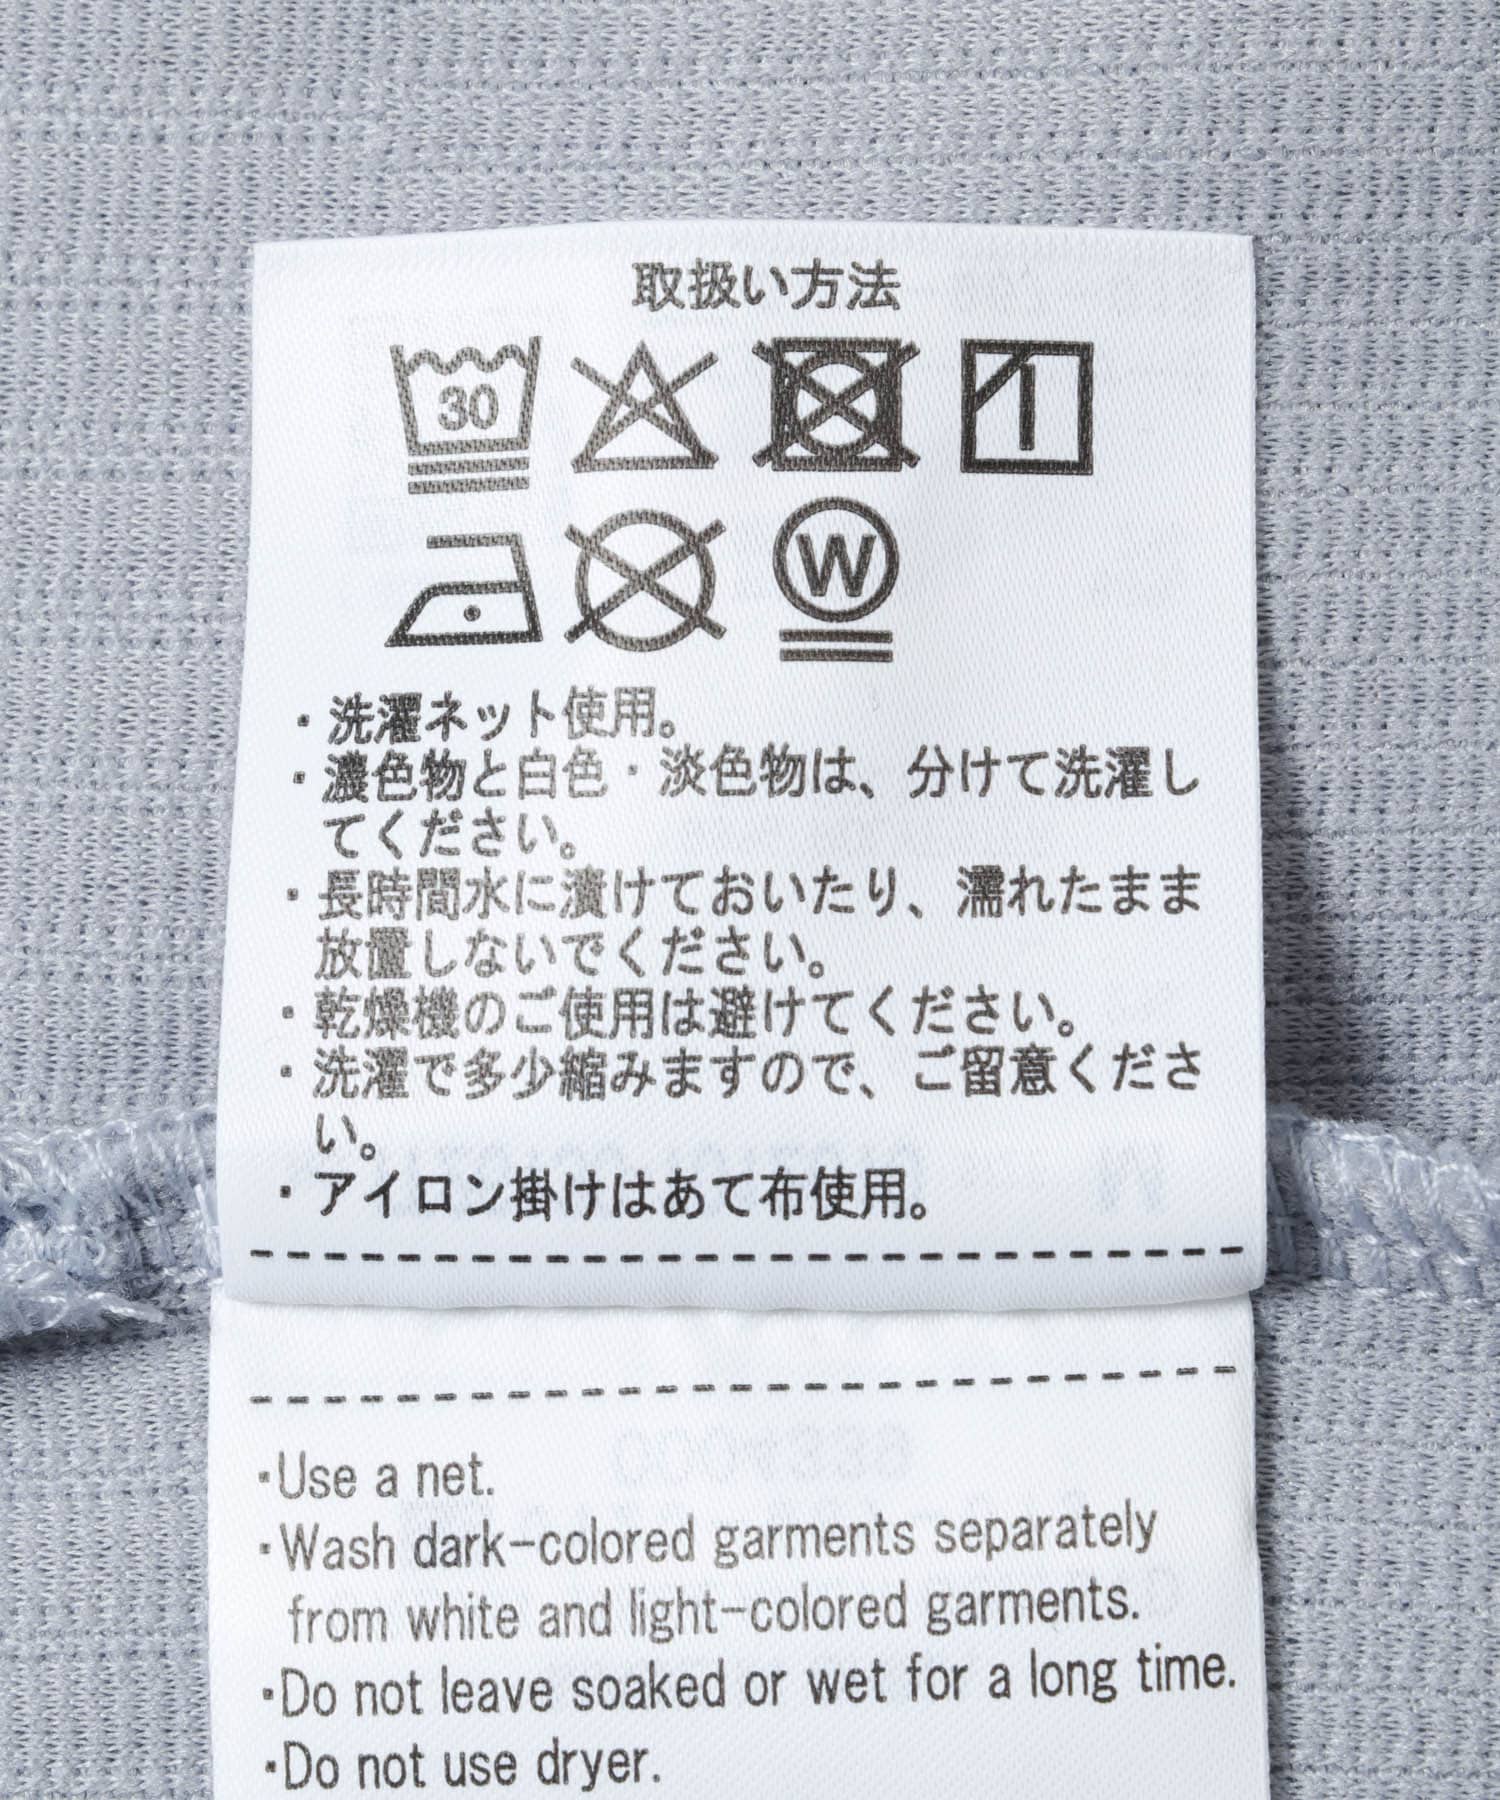 取扱い方法
30
W
・洗濯ネット使用。
・濃色物と白色・淡色物は、分けて洗濯し
てください。
・長時間水に漬けておいたり、濡れたまま
放置しないでください。
・乾燥機のご使用は避けてください。
・洗濯で多少縮みますので、ご留意くださ
い。
・アイロン掛けはあて布使用。
・Use a net.
・Wash dark-colored garments separately
from white and light-colored garments.
・Do not leave soaked or wet for a long time.
・Do not use dryer.